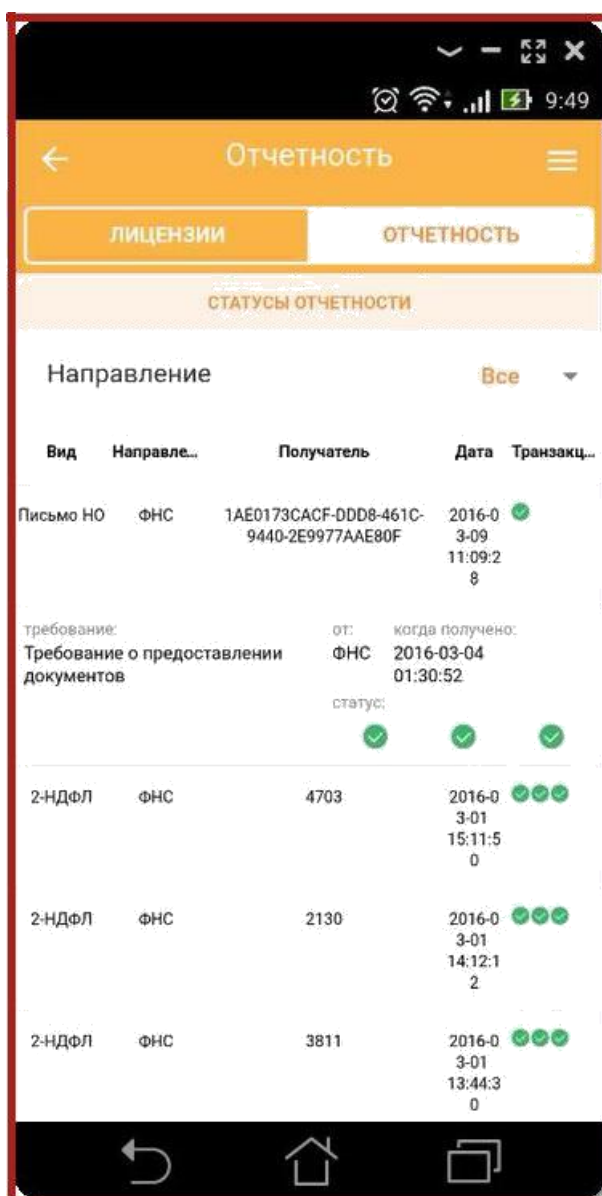 9:49
Отчетность
ЛИЦЕНЗИИ ОТЧЕТНОСТЬ
СТАТУСЫ ОТЧЕТНОСТИ
Направление Все
Вид Направле... Получатель Дата Транзакц...
Письмо НО ФНС 1AE0173CACF-DDD8-461C- 2016-0
9440-2E9977AAE80F 3-09
11:09:2
8
требование: от: когда получено:
Требование о предоставлении ФНС 2016-03-04
документов 01:30:52
статус:
2-НДФЛ ФНС 4703 2016-0
3-01
15:11:5
0
2-НДФЛ ФНС 2130 2016-0
3-01
14:12:1
2
2-НДФЛ ФНС 3811 2016-0
3-01
13:44:3
0